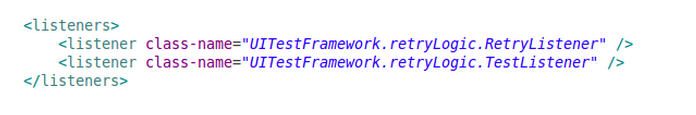 <listeners>
    <listener class-name="UITestFramework.retryLogic.RetryListener" />
    <listener class-name="UITestFramework.retryLogic.TestListener" />
</listeners>